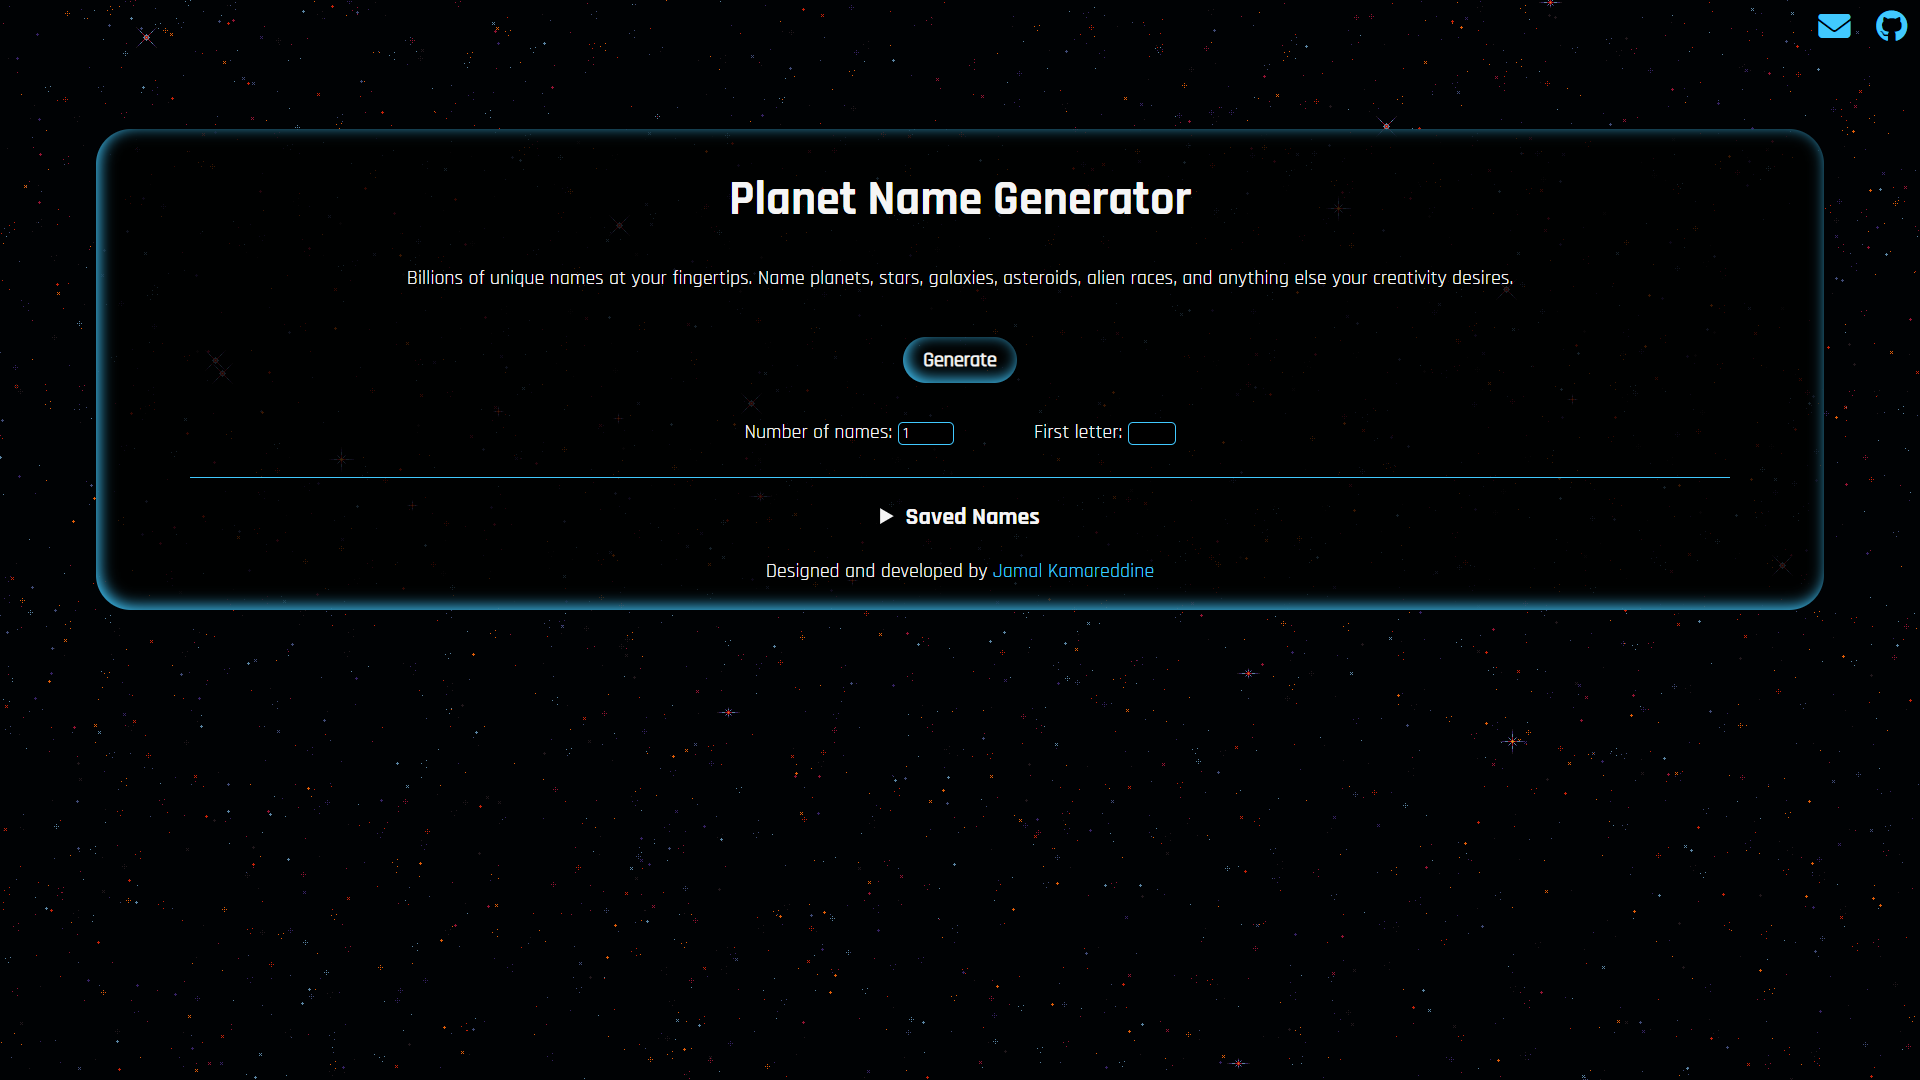 Planet Name Generator
Billions of unique names at your fingertips. Name planets, stars, galaxies, asteroids, alien races, and anything else your creativity desires.
Generate
Number of names: 1 First letter:
Saved Names
Designed and developed by Jamal Kamareddine